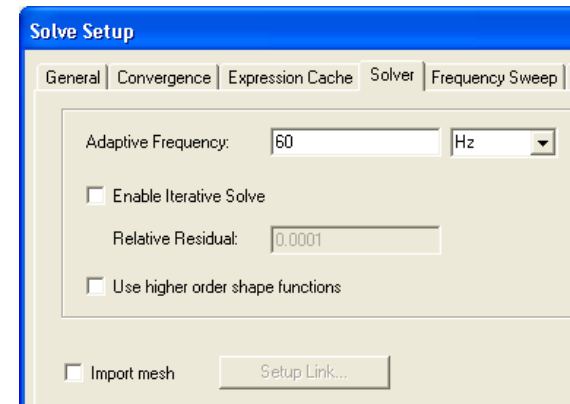 Solve Setup
General Convergence Expression Cache Solver Frequency Sweep
Adaptive Frequency: 60 Hz
Enable Iterative Solve
Relative Residual: 0.0001
Use higher order shape functions
Import mesh Setup Link...